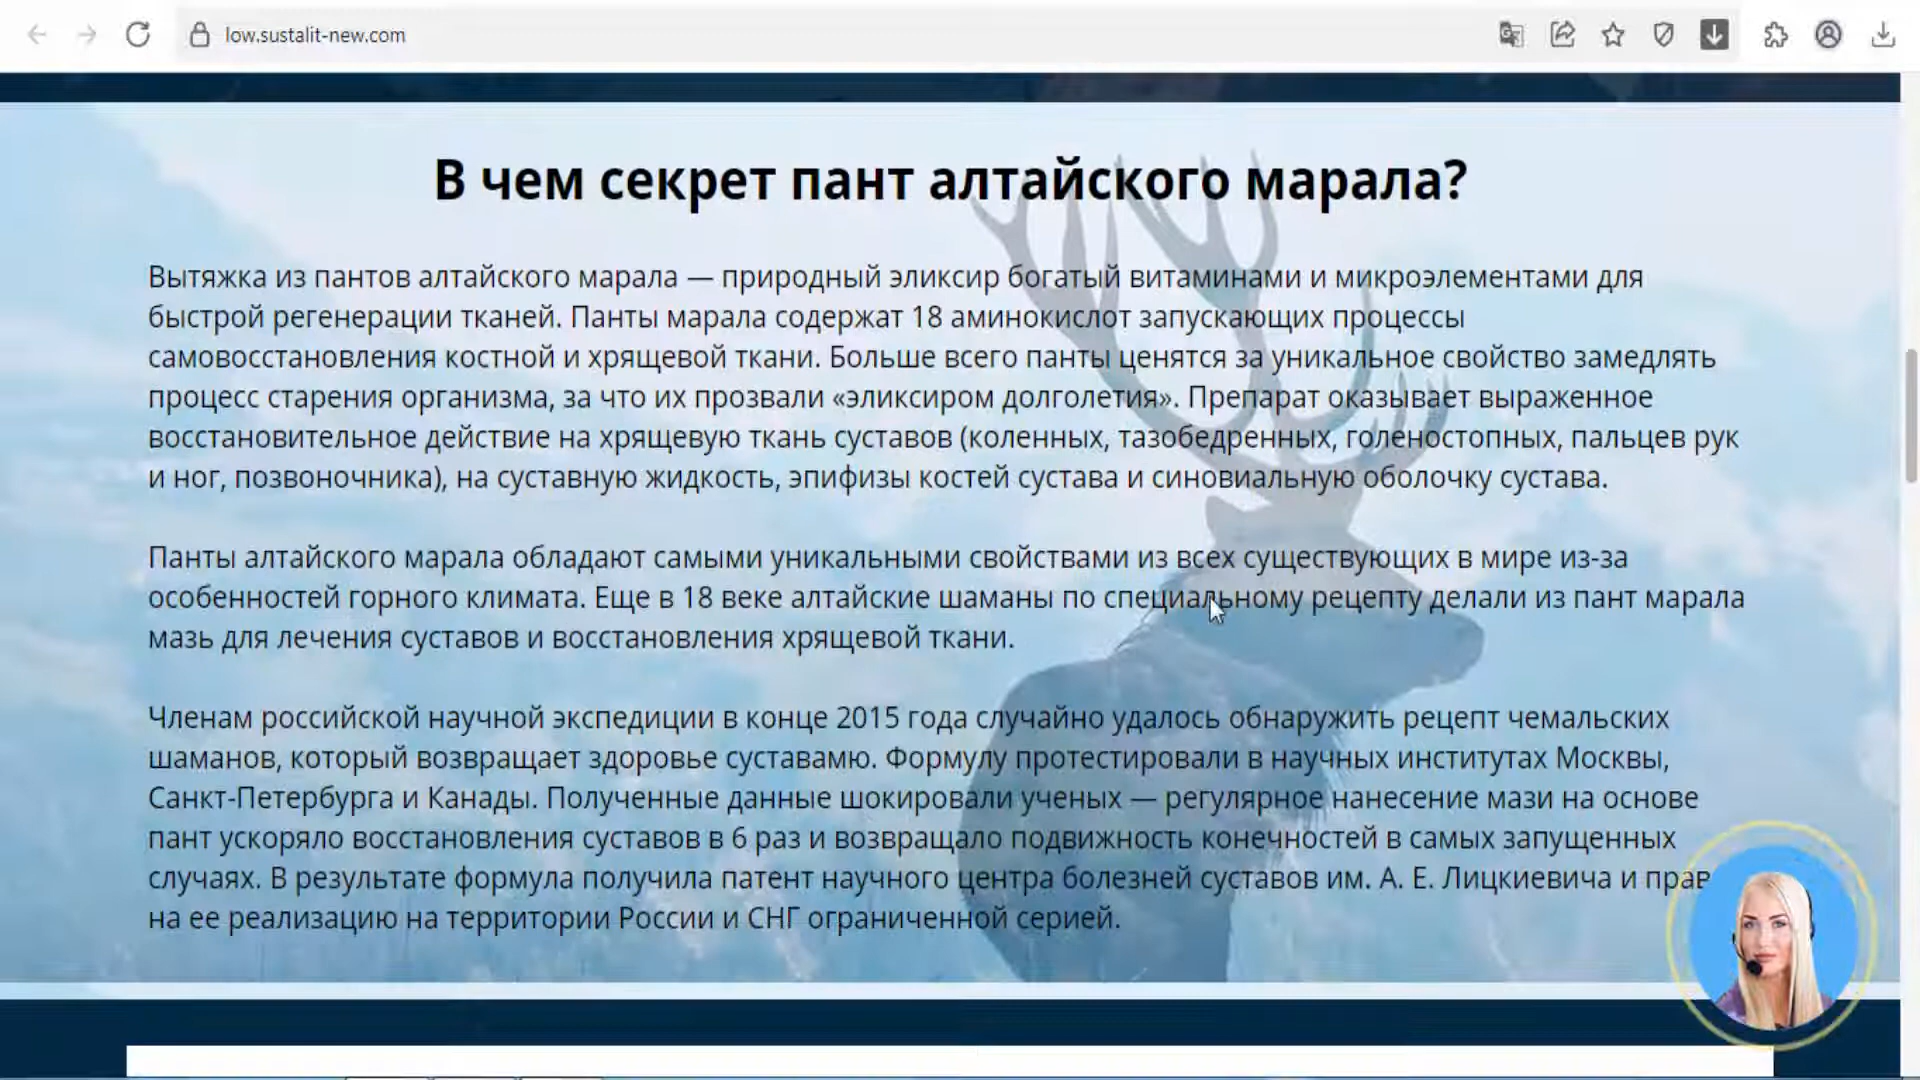 low.sustalit-new.com
В чем секрет пант алтайского марала?
Вытяжка из пантов алтайского марала — природный эликсир богатый витаминами и микроэлементами для
быстрой регенерации тканей. Панты марала содержат 18 аминокислот запускающих процессы
самовосстановления костной и хрящевой ткани. Больше всего панты ценятся за уникальное свойство замедлять
процесс старения организма, за что их прозвали «эликсиром долголетия». Препарат оказывает выраженное
восстановительное действие на хрящевую ткань суставов (коленных, тазобедренных, голеностопных, пальцев рук
и ног, позвоночника), на суставную жидкость, эпифизы костей сустава и синовиальную оболочку сустава.
Панты алтайского марала обладают самыми уникальными свойствами из всех существующих в мире из-за
особенностей горного климата. Еще в 18 веке алтайские шаманы по специальному рецепту делали из пант марала
мазь для лечения суставов и восстановления хрящевой ткани.
Членам российской научной экспедиции в конце 2015 года случайно удалось обнаружить рецепт чемальских
шаманов, который возвращает здоровье суставамю. Формулу протестировали в научных институтах Москвы,
Санкт-Петербурга и Канады. Полученные данные шокировали ученых — регулярное нанесение мази на основе
пант ускоряло восстановления суставов в 6 раз и возвращало подвижность конечностей в самых запущенных
случаях. В результате формула получила патент научного центра болезней суставов им. А. Е. Лицкиевича и прав
на ее реализацию на территории России и СНГ ограниченной серией.